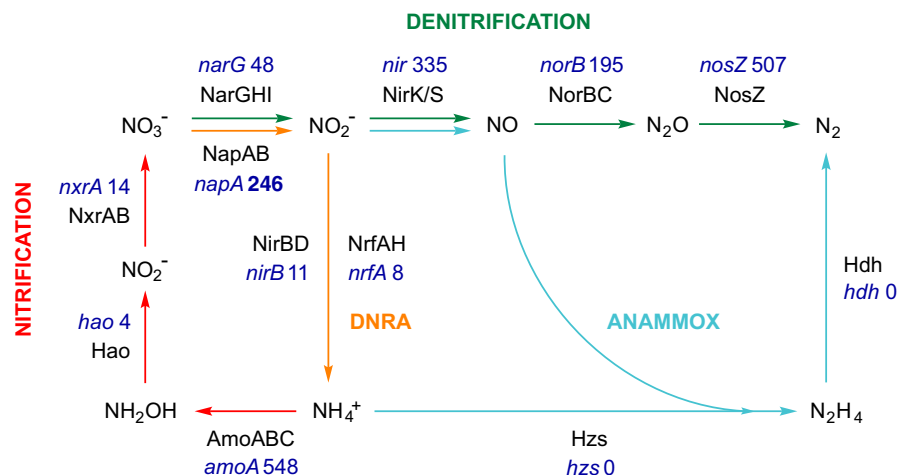 DENITRIFICATION
narG 48
nir 335
norB 195
nosZ 507
NarGHI
NirK/S
NorBC
NosZ
NO₃⁻
NO₂⁻
NO
N₂O
N₂
NapAB
napA 246
nxrA 14
NxrAB
NITRIFICATION
NirBD
NrfAH
nirB 11
nrfA 8
NO₂⁻
Hdh
hdh 0
hao 4
Hao
DNRA
ANAMMOX
NH₂OH
NH₄⁺
N₂H₄
AmoABC
amoA 548
Hzs
hzs 0